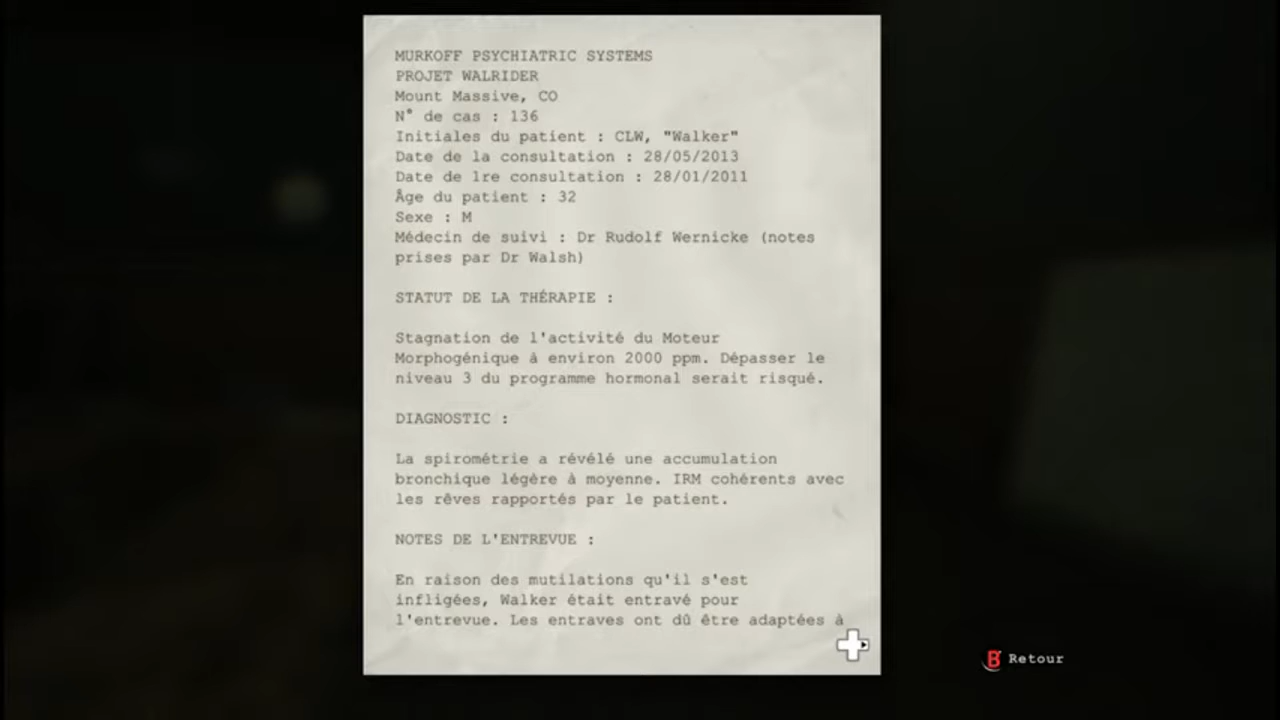 MURKOFF PSYCHIATRIC SYSTEMS
PROJET WALRIDER
Mount Massive, CO
N° de cas : 136
Initiales du patient : CLW, "Walker"
Date de la consultation : 28/05/2013
Date de 1re consultation : 28/01/2011
Âge du patient : 32
Sexe : M
Médecin de suivi : Dr Rudolf Wernicke (notes
prises par Dr Walsh)
STATUT DE LA THÉRAPIE :
Stagnation de l'activité du Moteur
Morphogénique à environ 2000 ppm. Dépasser le
niveau 3 du programme hormonal serait risqué.
DIAGNOSTIC :
La spirométrie a révélé une accumulation
bronchique légère à moyenne. IRM cohérents avec
les rêves rapportés par le patient.
NOTES DE L'ENTREVUE :
En raison des mutilations qu'il s'est
infligées, Walker était entravé pour
l'entrevue. Les entraves ont dû être adaptées à
B Retour